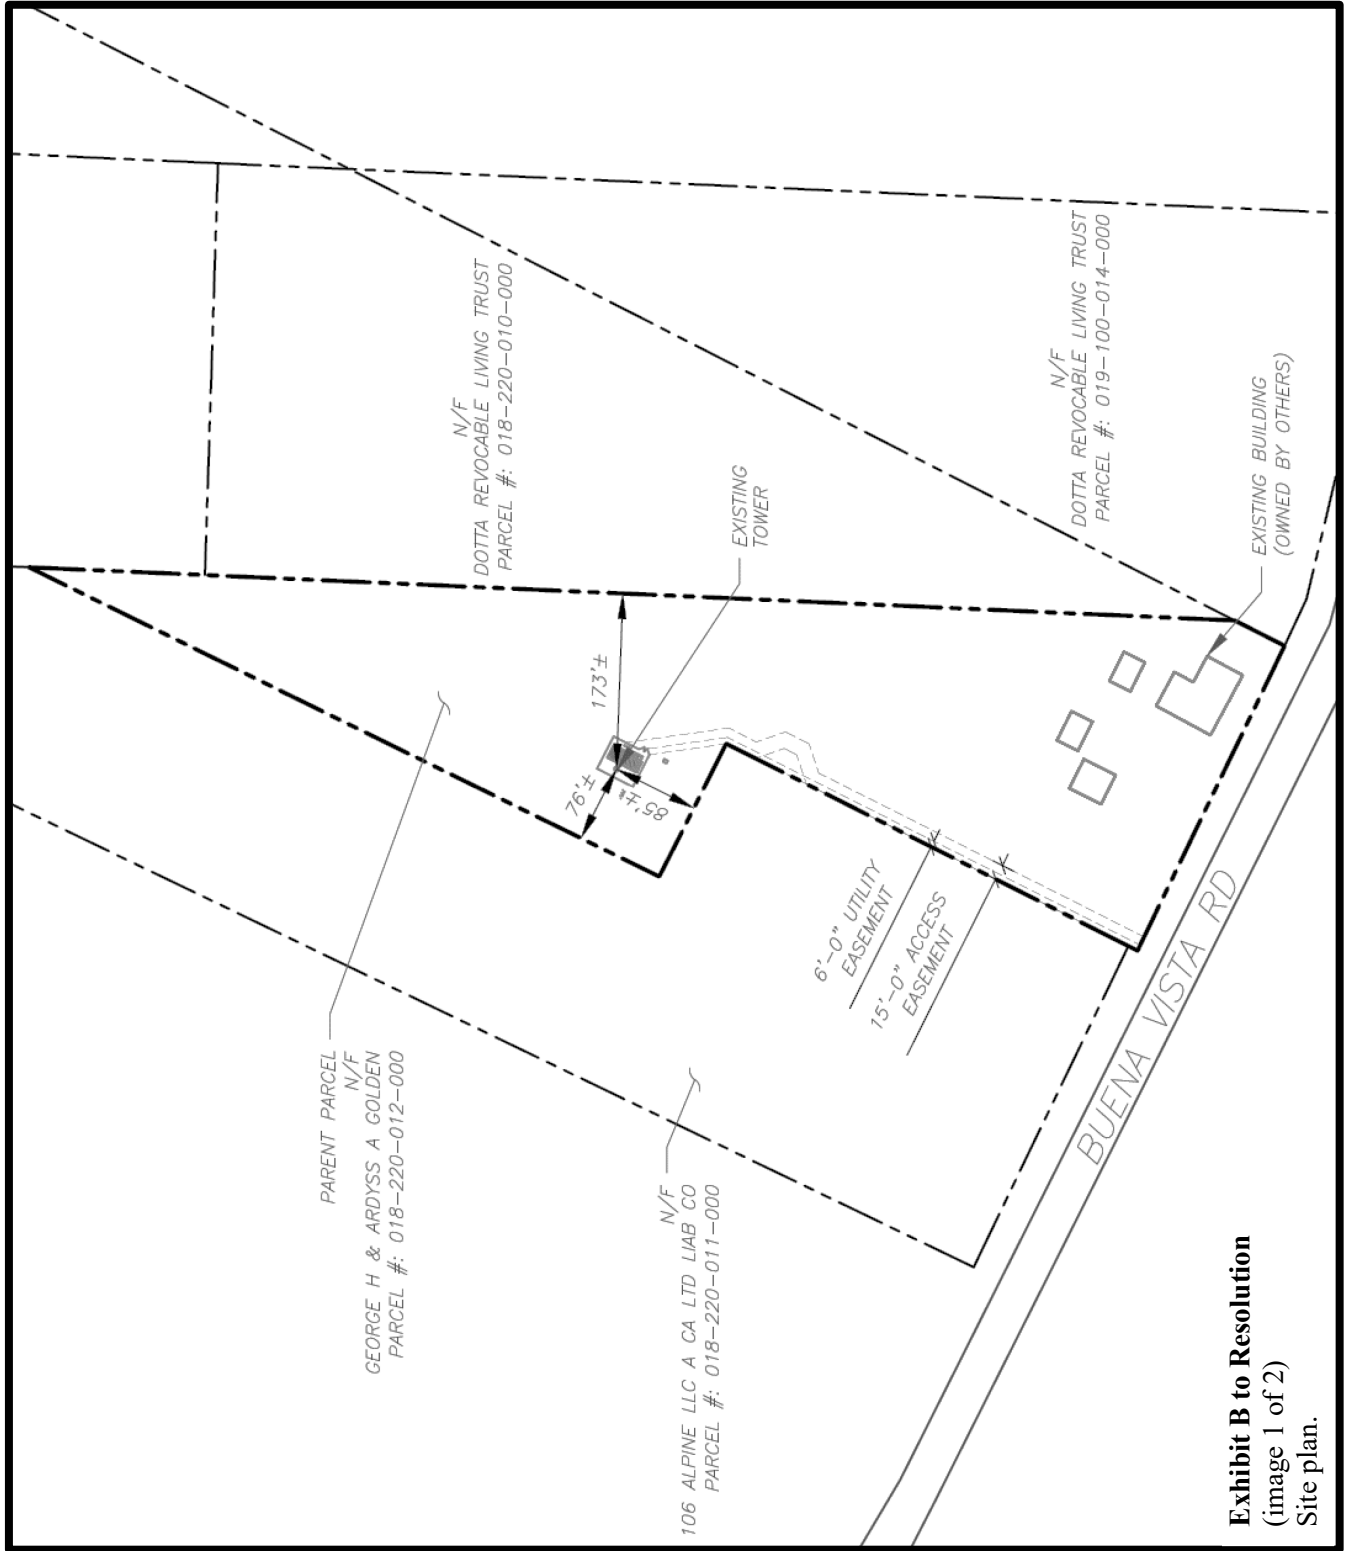 PARENT PARCEL
N/F
GEORGE H & ARDYSS A GOLDEN
PARCEL #: 018-220-012-000
N/F
DOTTA REVOCABLE LIVING TRUST
PARCEL #: 018-220-010-000
N/F
106 ALPINE LLC A CA LTD LIAB CO
PARCEL #: 018-220-011-000
76'±
173'±
85'±
EXISTING
TOWER
6'-0" UTILITY
EASEMENT
15'-0" ACCESS
EASEMENT
N/F
DOTTA REVOCABLE LIVING TRUST
PARCEL #: 019-100-014-000
EXISTING BUILDING
(OWNED BY OTHERS)
BUENA VISTA RD
Exhibit B to Resolution
(image 1 of 2)
Site plan.